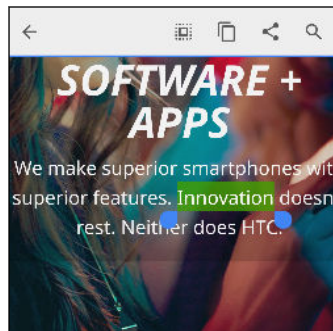 SOFTWARE +
APPS
We make superior smartphones wit
superior features. Innovation doesn
rest. Neither does HTC.